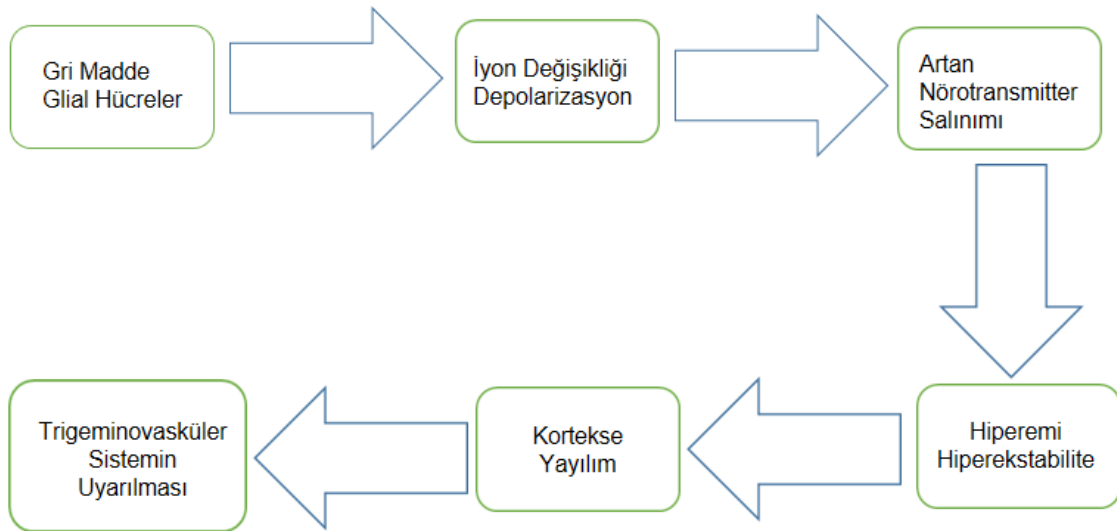 Gri Madde
Glial Hücreler
İyon Değişikliği
Depolarizasyon
Artan
Nörotransmitter
Salınımı
Hiperemi
Hiperekstabilite
Kortekse
Yayılım
Trigeminovasküler
Sistemin
Uyarılması